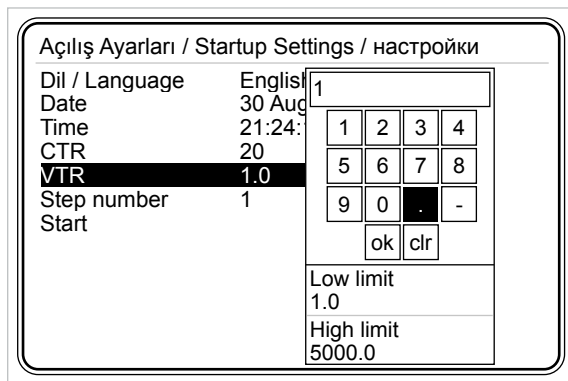 Açılış Ayarları / Startup Settings / настройки
Dil / Language English
Date 30 Aug
Time 21:24:
CTR 20
VTR 1.0
Step number 1
Start
1
1 2 3 4
5 6 7 8
9 0 . -
ok clr
Low limit
1.0
High limit
5000.0